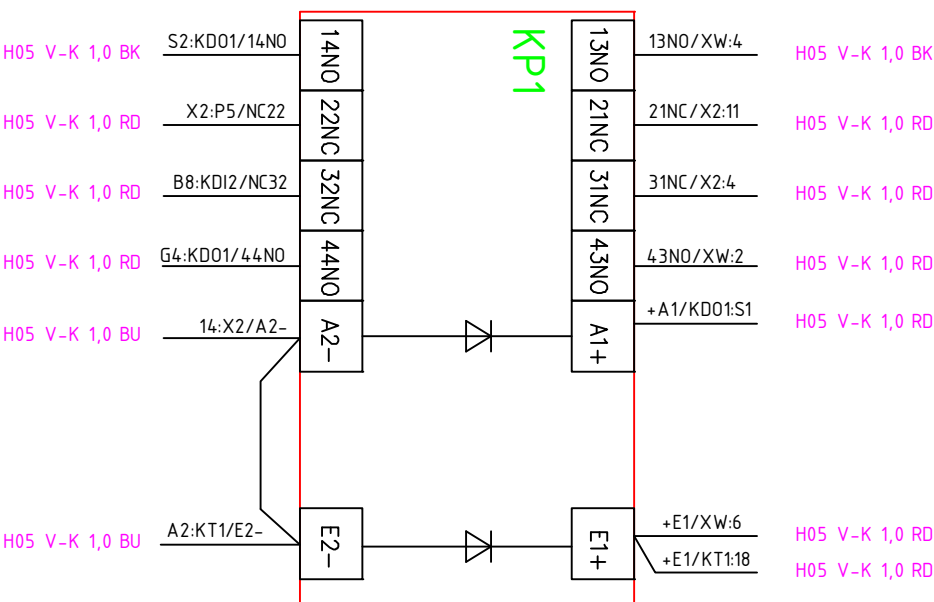 H05 V-K 1,0 BK
S2:KDO1/14NO
14NO
KP1
13NO
13NO/XW:4
H05 V-K 1,0 BK
H05 V-K 1,0 RD
X2:P5/NC22
22NC
21NC
21NC/X2:11
H05 V-K 1,0 RD
H05 V-K 1,0 RD
B8:KDI2/NC32
32NC
31NC
31NC/X2:4
H05 V-K 1,0 RD
H05 V-K 1,0 RD
G4:KDO1/44NO
44NO
43NO
43NO/XW:2
H05 V-K 1,0 RD
H05 V-K 1,0 BU
14:X2/A2-
A2-
A1+
+A1/KDO1:S1
H05 V-K 1,0 RD
H05 V-K 1,0 BU
A2:KT1/E2-
E2-
E1+
+E1/XW:6
H05 V-K 1,0 RD
+E1/KT1:18
H05 V-K 1,0 RD